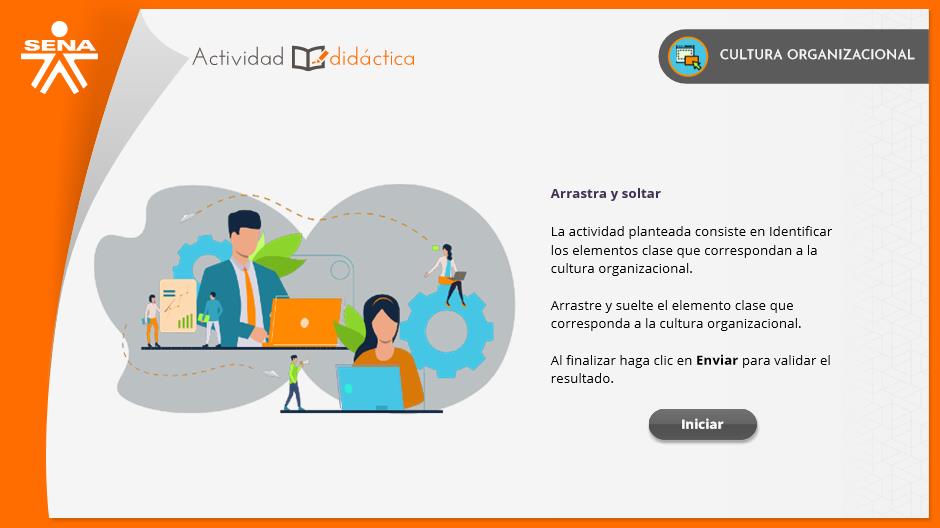 SENA
Actividad didáctica
CULTURA ORGANIZACIONAL
Arrastra y soltar
La actividad planteada consiste en Identificar
los elementos clase que correspondan a la
cultura organizacional.
Arrastre y suelte el elemento clase que
corresponda a la cultura organizacional.
Al finalizar haga clic en Enviar para validar el
resultado.
Iniciar